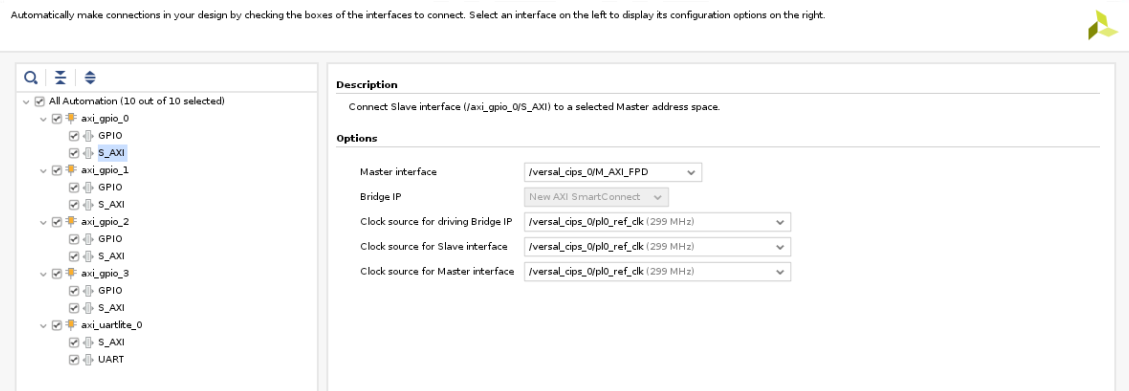 Automatically make connections in your design by checking the boxes of the interfaces to connect. Select an interface on the left to display its configuration options on the right.
All Automation (10 out of 10 selected)
axi_gpio_0
GPIO
S_AXI
axi_gpio_1
GPIO
S_AXI
axi_gpio_2
GPIO
S_AXI
axi_gpio_3
GPIO
S_AXI
axi_uartlite_0
S_AXI
UART
Description
Connect Slave interface (/axi_gpio_0/S_AXI) to a selected Master address space.
Options
Master interface /versal_cips_0/M_AXI_FPD
Bridge IP New AXI SmartConnect
Clock source for driving Bridge IP /versal_cips_0/pl0_ref_clk (299 MHz)
Clock source for Slave interface /versal_cips_0/pl0_ref_clk (299 MHz)
Clock source for Master interface /versal_cips_0/pl0_ref_clk (299 MHz)